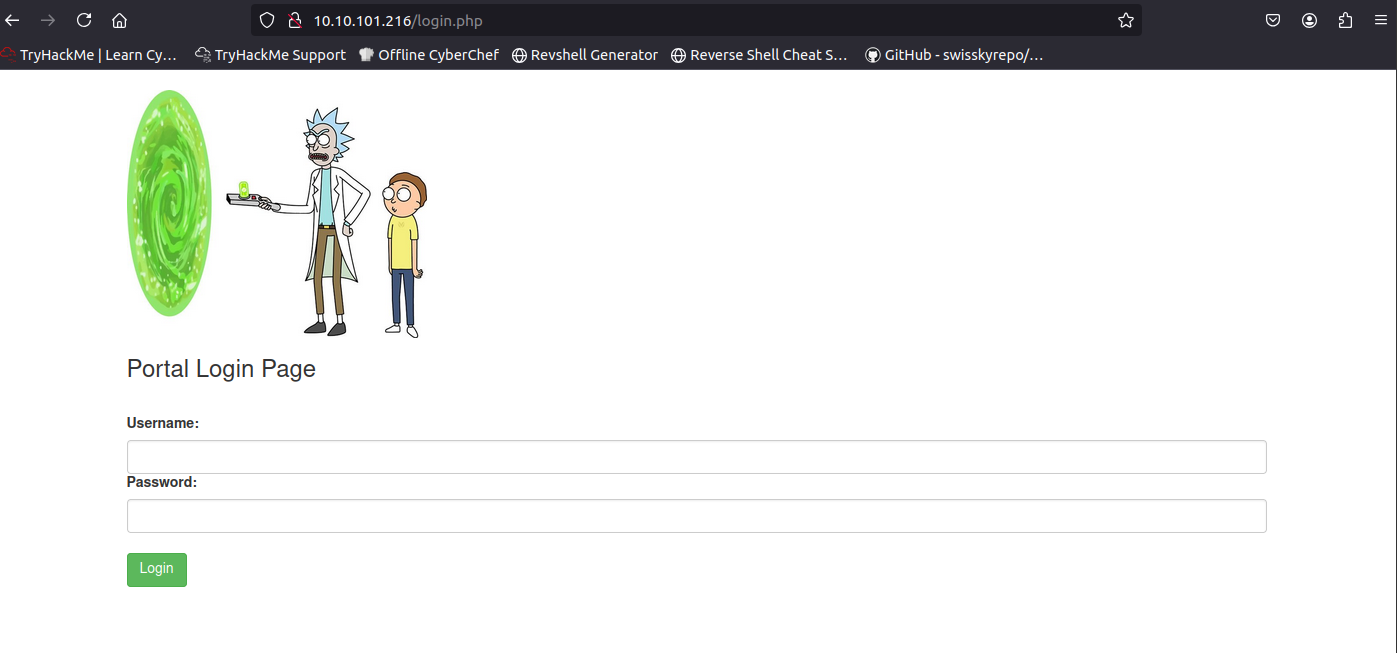 10.10.101.216/login.php
TryHackMe | Learn Cy… TryHackMe Support Offline CyberChef Revshell Generator Reverse Shell Cheat S… GitHub - swisskyrepo/…
Portal Login Page
Username:
Password:
Login